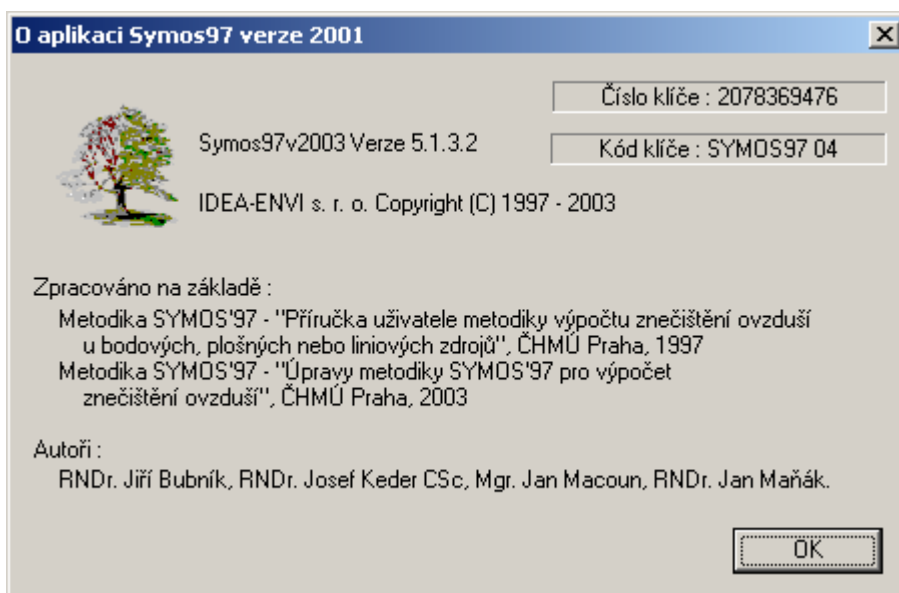 O aplikaci Symos97 verze 2001
Číslo klíče : 2078369476
Symos97v2003 Verze 5.1.3.2
Kód klíče : SYMOS97 04
IDEA-ENVI s. r. o. Copyright (C) 1997 - 2003
Zpracováno na základě :
Metodika SYMOS'97 - "Příručka uživatele metodiky výpočtu znečištění ovzduší
u bodových, plošných nebo liniových zdrojů", ČHMÚ Praha, 1997
Metodika SYMOS'97 - "Úpravy metodiky SYMOS'97 pro výpočet
znečištění ovzduší", ČHMÚ Praha, 2003
Autoři :
RNDr. Jiří Bubník, RNDr. Josef Keder CSc, Mgr. Jan Macoun, RNDr. Jan Maňák.
OK